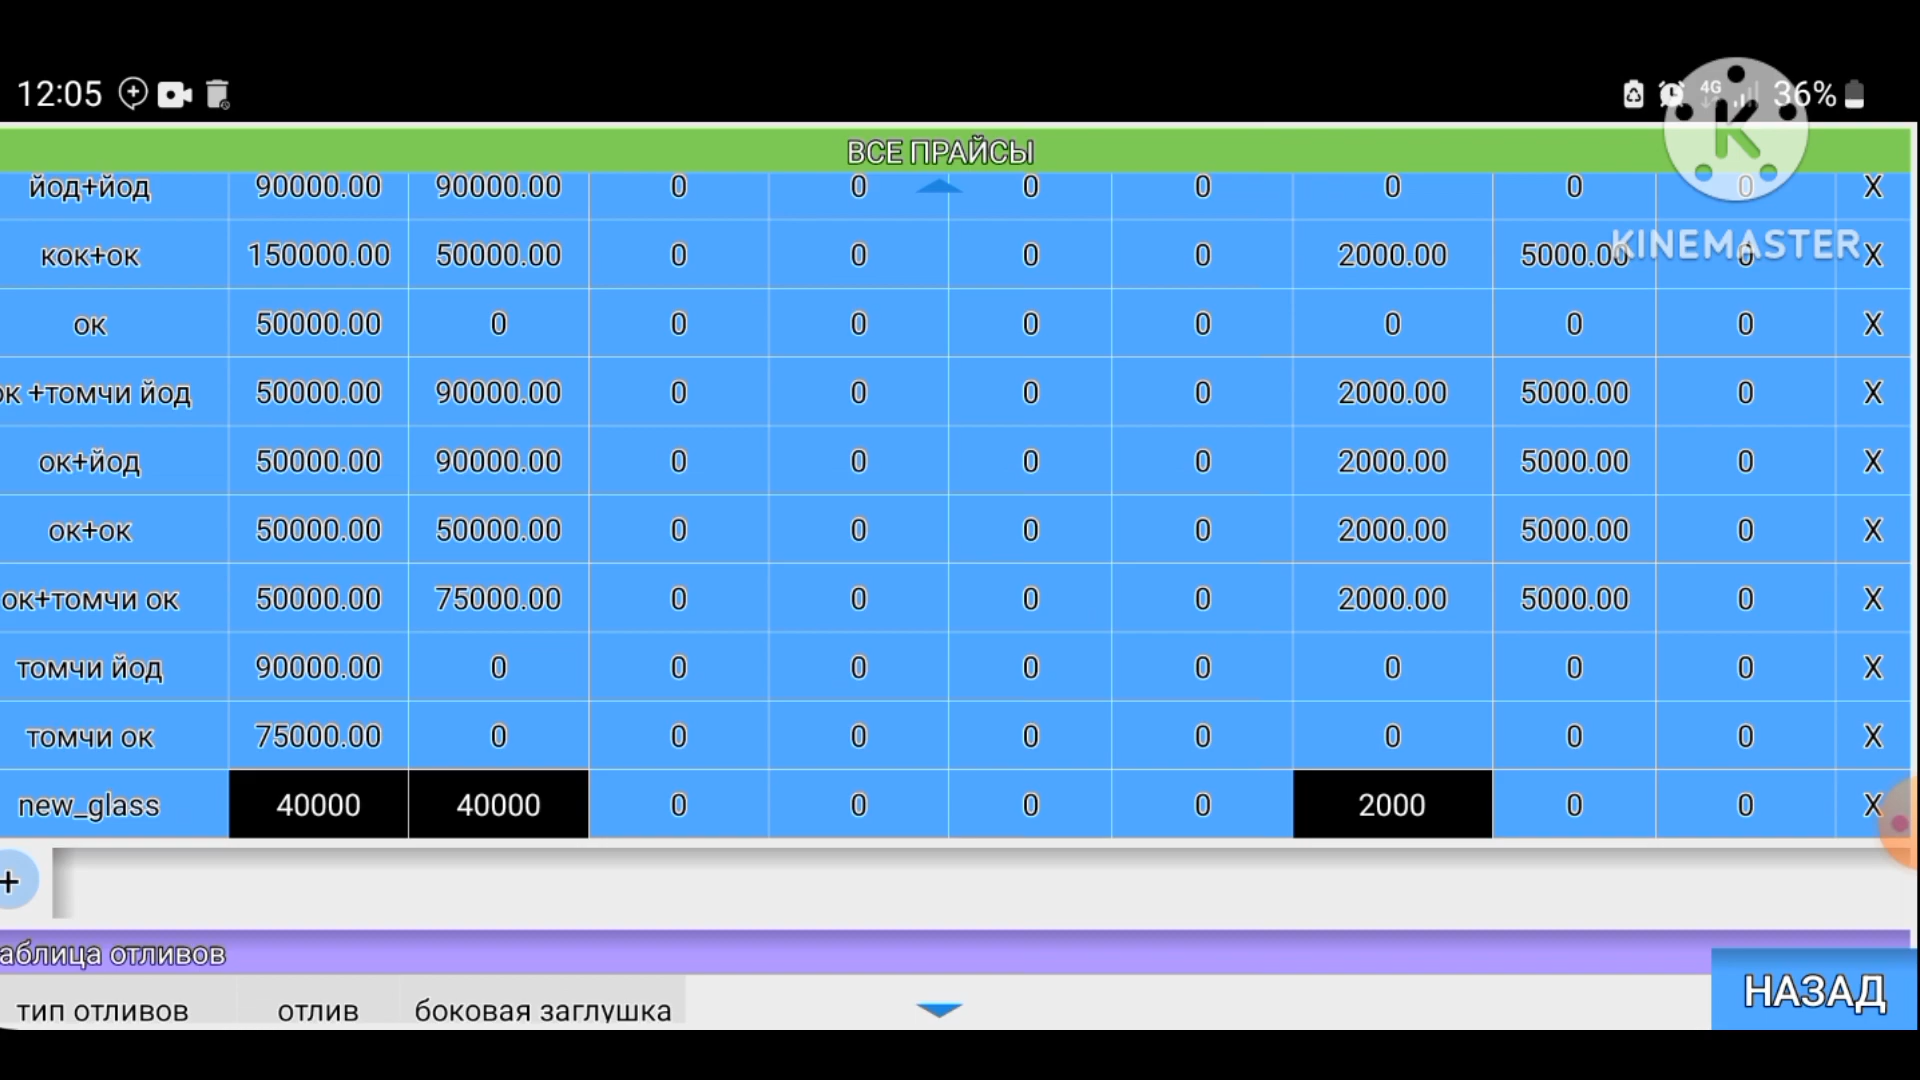 12:05 4G 36%
ВСЕ ПРАЙСЫ
йод+йод 90000.00 90000.00 0 0 0 0 0 0 0 X
KINEMASTER
кок+ок 150000.00 50000.00 0 0 0 0 2000.00 5000.00 0 X
ок 50000.00 0 0 0 0 0 0 0 0 X
ок +томчи йод 50000.00 90000.00 0 0 0 0 2000.00 5000.00 0 X
ок+йод 50000.00 90000.00 0 0 0 0 2000.00 5000.00 0 X
ок+ок 50000.00 50000.00 0 0 0 0 2000.00 5000.00 0 X
ок+томчи ок 50000.00 75000.00 0 0 0 0 2000.00 5000.00 0 X
томчи йод 90000.00 0 0 0 0 0 0 0 0 X
томчи ок 75000.00 0 0 0 0 0 0 0 0 X
new_glass 40000 40000 0 0 0 0 2000 0 0 X
+
аблица отливов
НАЗАД
тип отливов отлив боковая заглушка